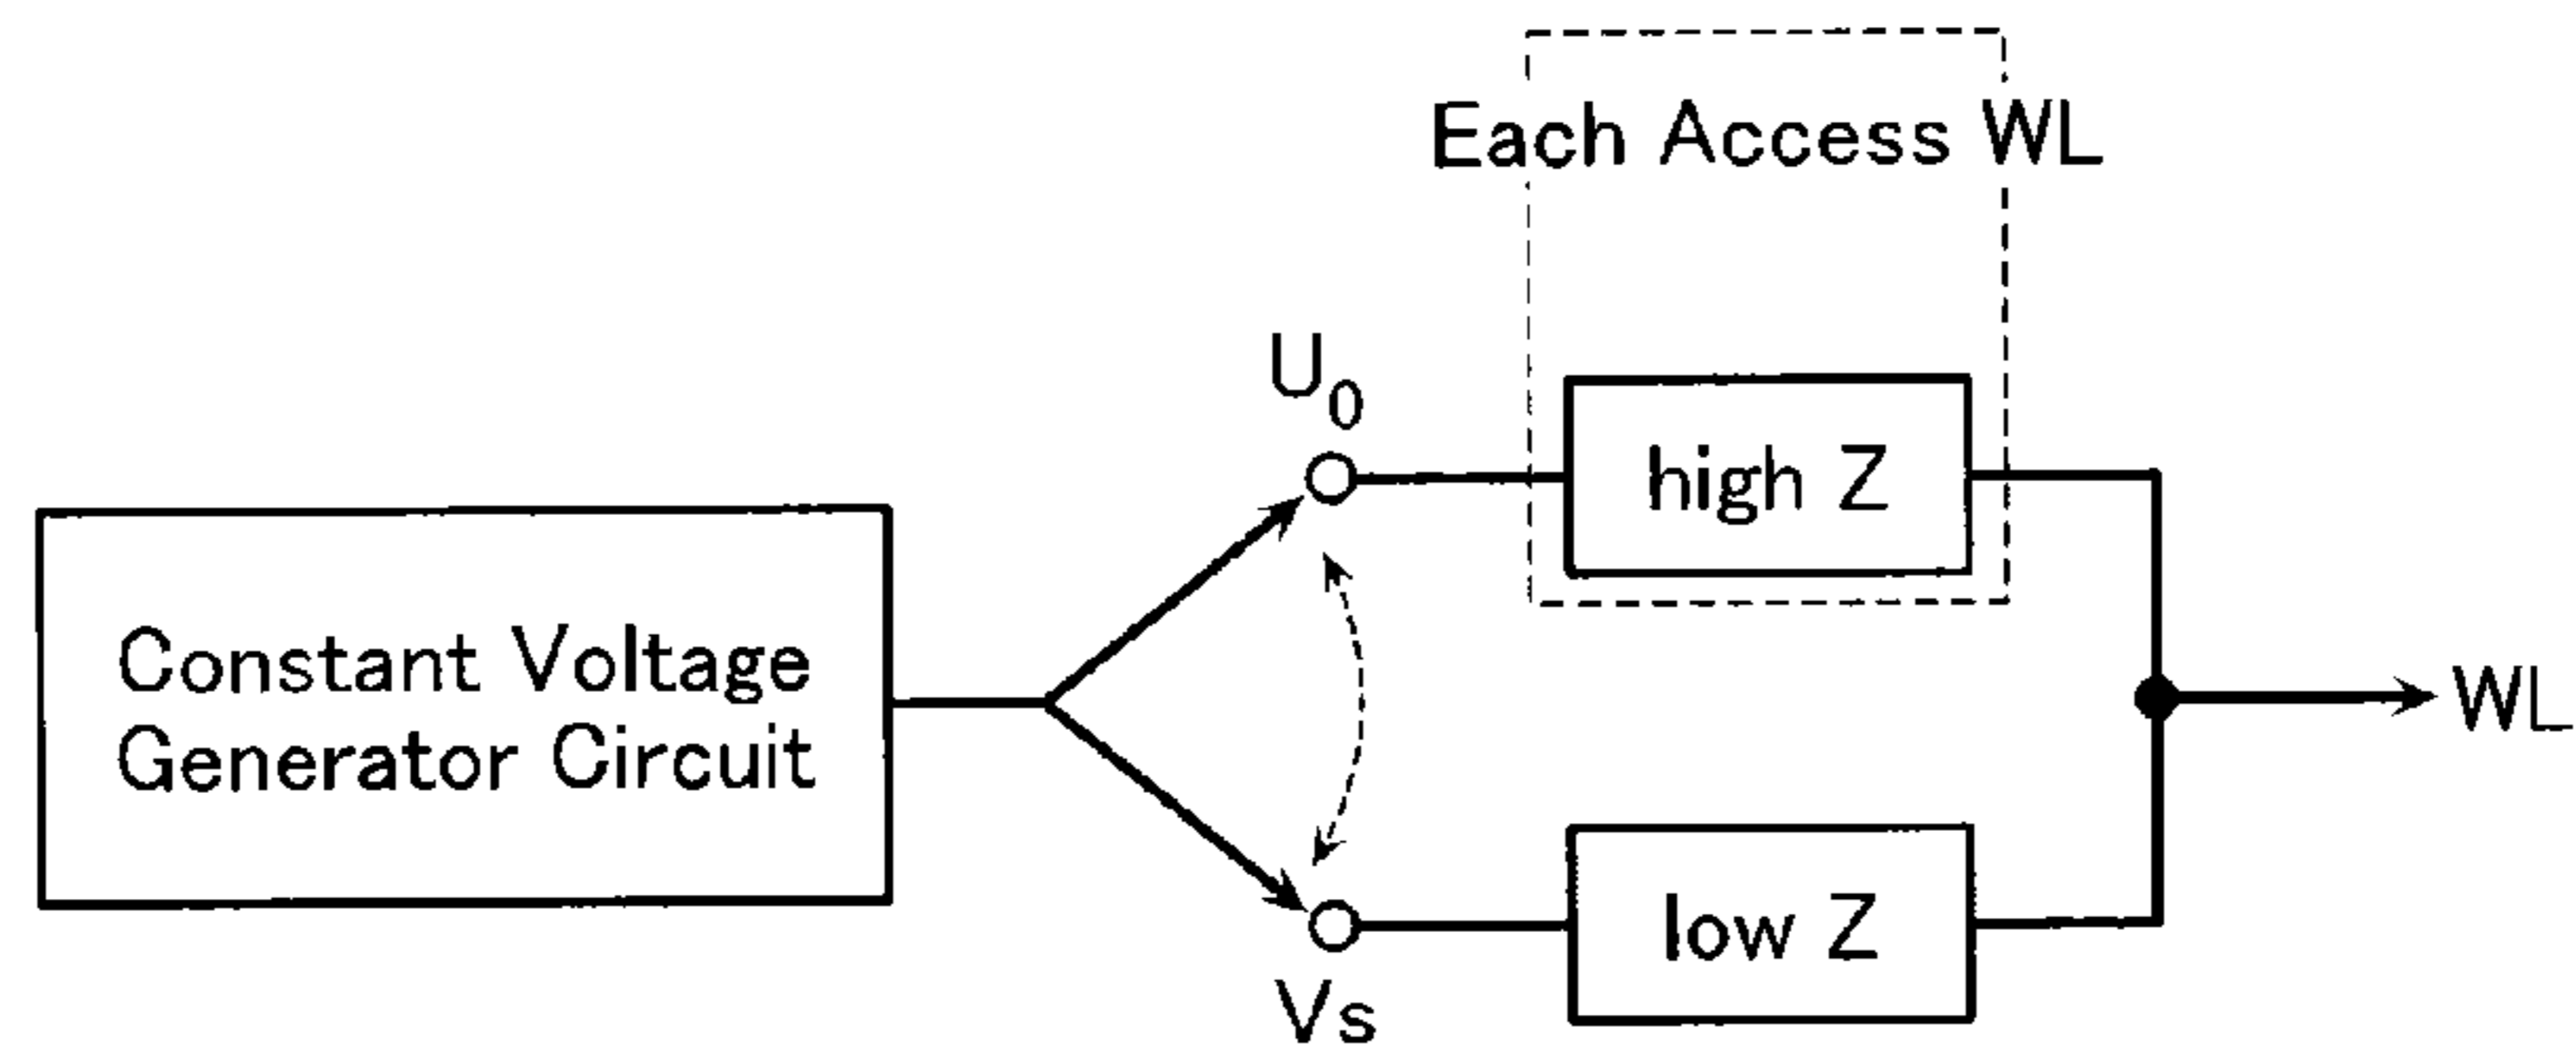 Each Access WL
U₀
high Z
Constant Voltage
Generator Circuit
WL
low Z
Vs